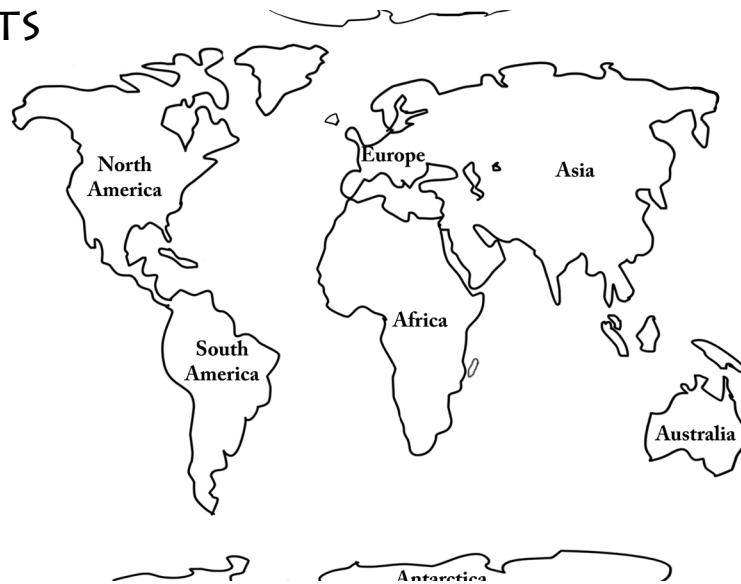 TS
North
America
Europe
Asia
Africa
South
America
Australia
Antarctica